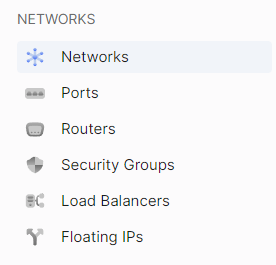 NETWORKS
Networks
Ports
Routers
Security Groups
Load Balancers
Floating IPs